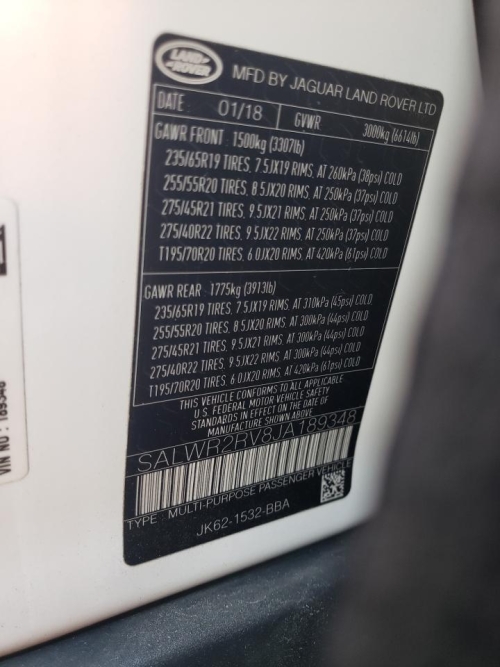 LAND
ROVER
MFD BY JAGUAR LAND ROVER LTD
DATE 01/18 GVWR 3000kg (6614lb)
GAWR FRONT 1500kg (3307lb)
235/65R19 TIRES, 7.5JX19 RIMS, AT 260kPa (38psi) COLD
255/55R20 TIRES, 8.5JX20 RIMS, AT 250kPa (37psi) COLD
275/45R21 TIRES, 9.5JX21 RIMS, AT 250kPa (37psi) COLD
275/40R22 TIRES, 9.5JX22 RIMS, AT 250kPa (37psi) COLD
T195/70R20 TIRES, 6.0JX20 RIMS, AT 420kPa (61psi) COLD
GAWR REAR 1775kg (3913lb)
235/65R19 TIRES, 7.5JX19 RIMS, AT 310kPa (45psi) COLD
255/55R20 TIRES, 8.5JX20 RIMS, AT 300kPa (44psi) COLD
275/45R21 TIRES, 9.5JX21 RIMS, AT 300kPa (44psi) COLD
275/40R22 TIRES, 9.5JX22 RIMS, AT 300kPa (44psi) COLD
T195/70R20 TIRES, 6.0JX20 RIMS, AT 420kPa (61psi) COLD
THIS VEHICLE CONFORMS TO ALL APPLICABLE
U.S. FEDERAL MOTOR VEHICLE SAFETY
STANDARDS IN EFFECT ON THE DATE OF
MANUFACTURE SHOWN ABOVE
SALWR2RV8JA189348
TYPE : MULTI-PURPOSE PASSENGER VEHICLE
JK62-1532-BBA
VIN NO : 189348